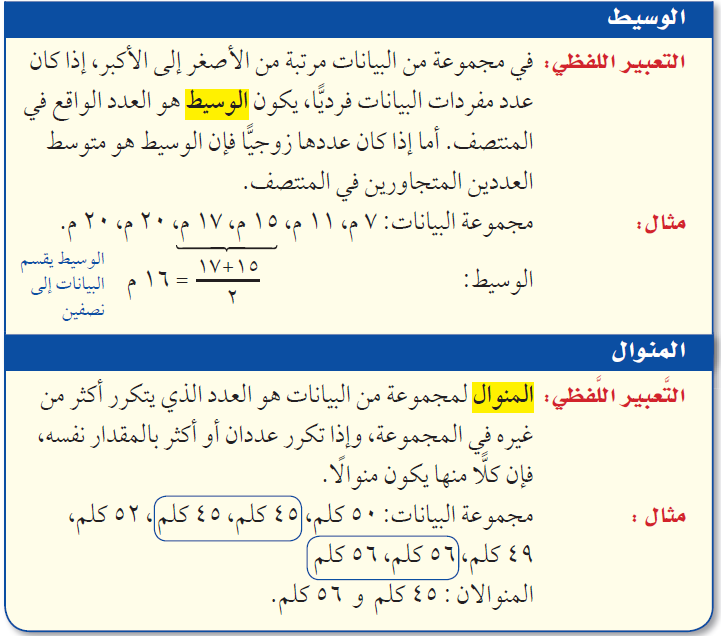 الوسيط
التعبير اللفظي: في مجموعة من البيانات مرتبة من الأصغر إلى الأكبر، إذا كان
عدد مفردات البيانات فرديًّا، يكون الوسيط هو العدد الواقع في
المنتصف. أما إذا كان عددها زوجيًّا فإن الوسيط هو متوسط
العددين المتجاورين في المنتصف.
مثال: مجموعة البيانات: ٧ م، ١١ م، ١٥ م، ١٧ م، ٢٠ م، ٢٠ م.
الوسيط: ١٥+١٧ / ٢ = ١٦ م
الوسيط يقسم
البيانات إلى
نصفين
المنوال
التَّعبير اللَّفظي: المنوال لمجموعة من البيانات هو العدد الذي يتكرر أكثر من
غيره في المجموعة، وإذا تكرر عددان أو أكثر بالمقدار نفسه،
فإن كلًّا منها يكون منوالًا.
مثال : مجموعة البيانات: ٥٠ كلم، ٤٥ كلم، ٤٥ كلم، ٥٢ كلم،
٤٩ كلم، ٥٦ كلم، ٥٦ كلم
المنوالان : ٤٥ كلم و ٥٦ كلم.